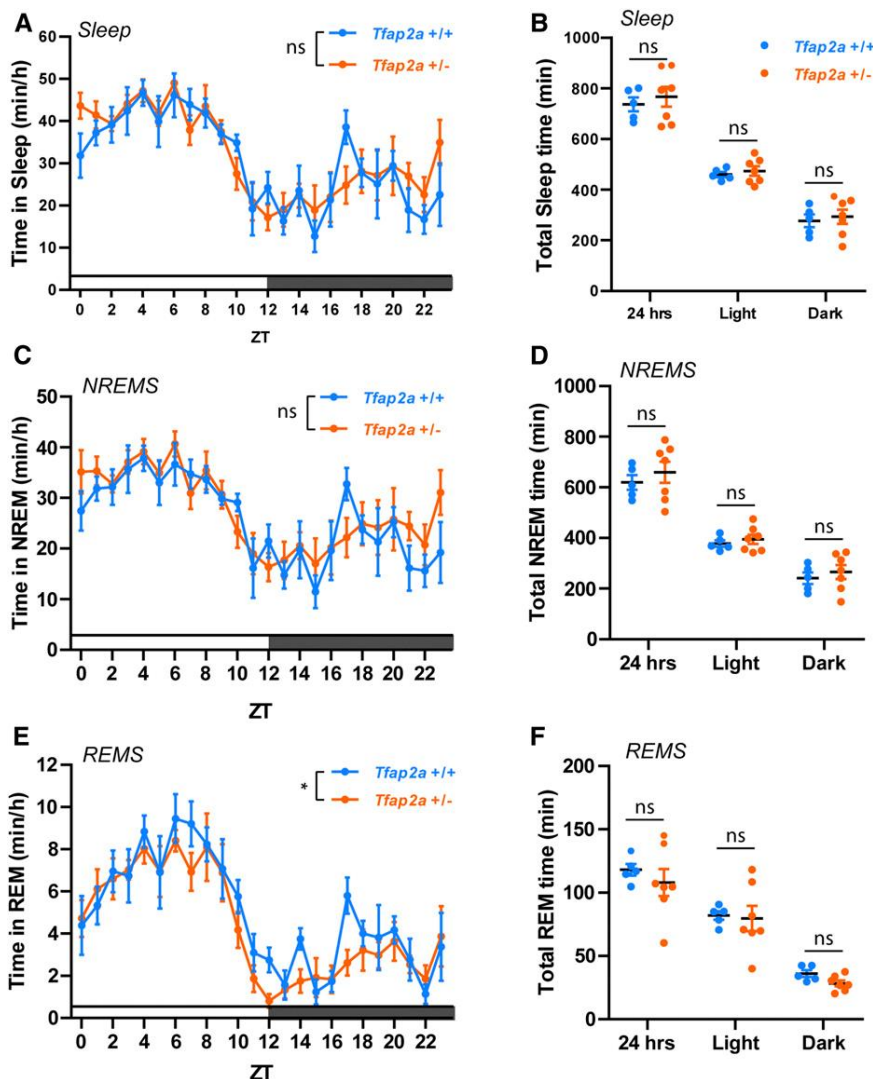 A Sleep
Time in Sleep (min/h)
60
50
40
30
20
10
0
ns
Tfap2a +/+
Tfap2a +/-
0 2 4 6 8 10 12 14 16 18 20 22
ZT
B Sleep
Total Sleep time (min)
1000
800
600
400
200
0
ns
ns
ns
Tfap2a +/+
Tfap2a +/-
24 hrs Light Dark
C NREMS
Time in NREM (min/h)
50
40
30
20
10
0
ns
Tfap2a +/+
Tfap2a +/-
0 2 4 6 8 10 12 14 16 18 20 22
ZT
D NREMS
Total NREM time (min)
1000
800
600
400
200
0
ns
ns
ns
24 hrs Light Dark
E REMS
Time in REM (min/h)
12
10
8
6
4
2
0
*
Tfap2a +/+
Tfap2a +/-
0 2 4 6 8 10 12 14 16 18 20 22
ZT
F REMS
Total REM time (min)
200
150
100
50
0
ns
ns
ns
24 hrs Light Dark